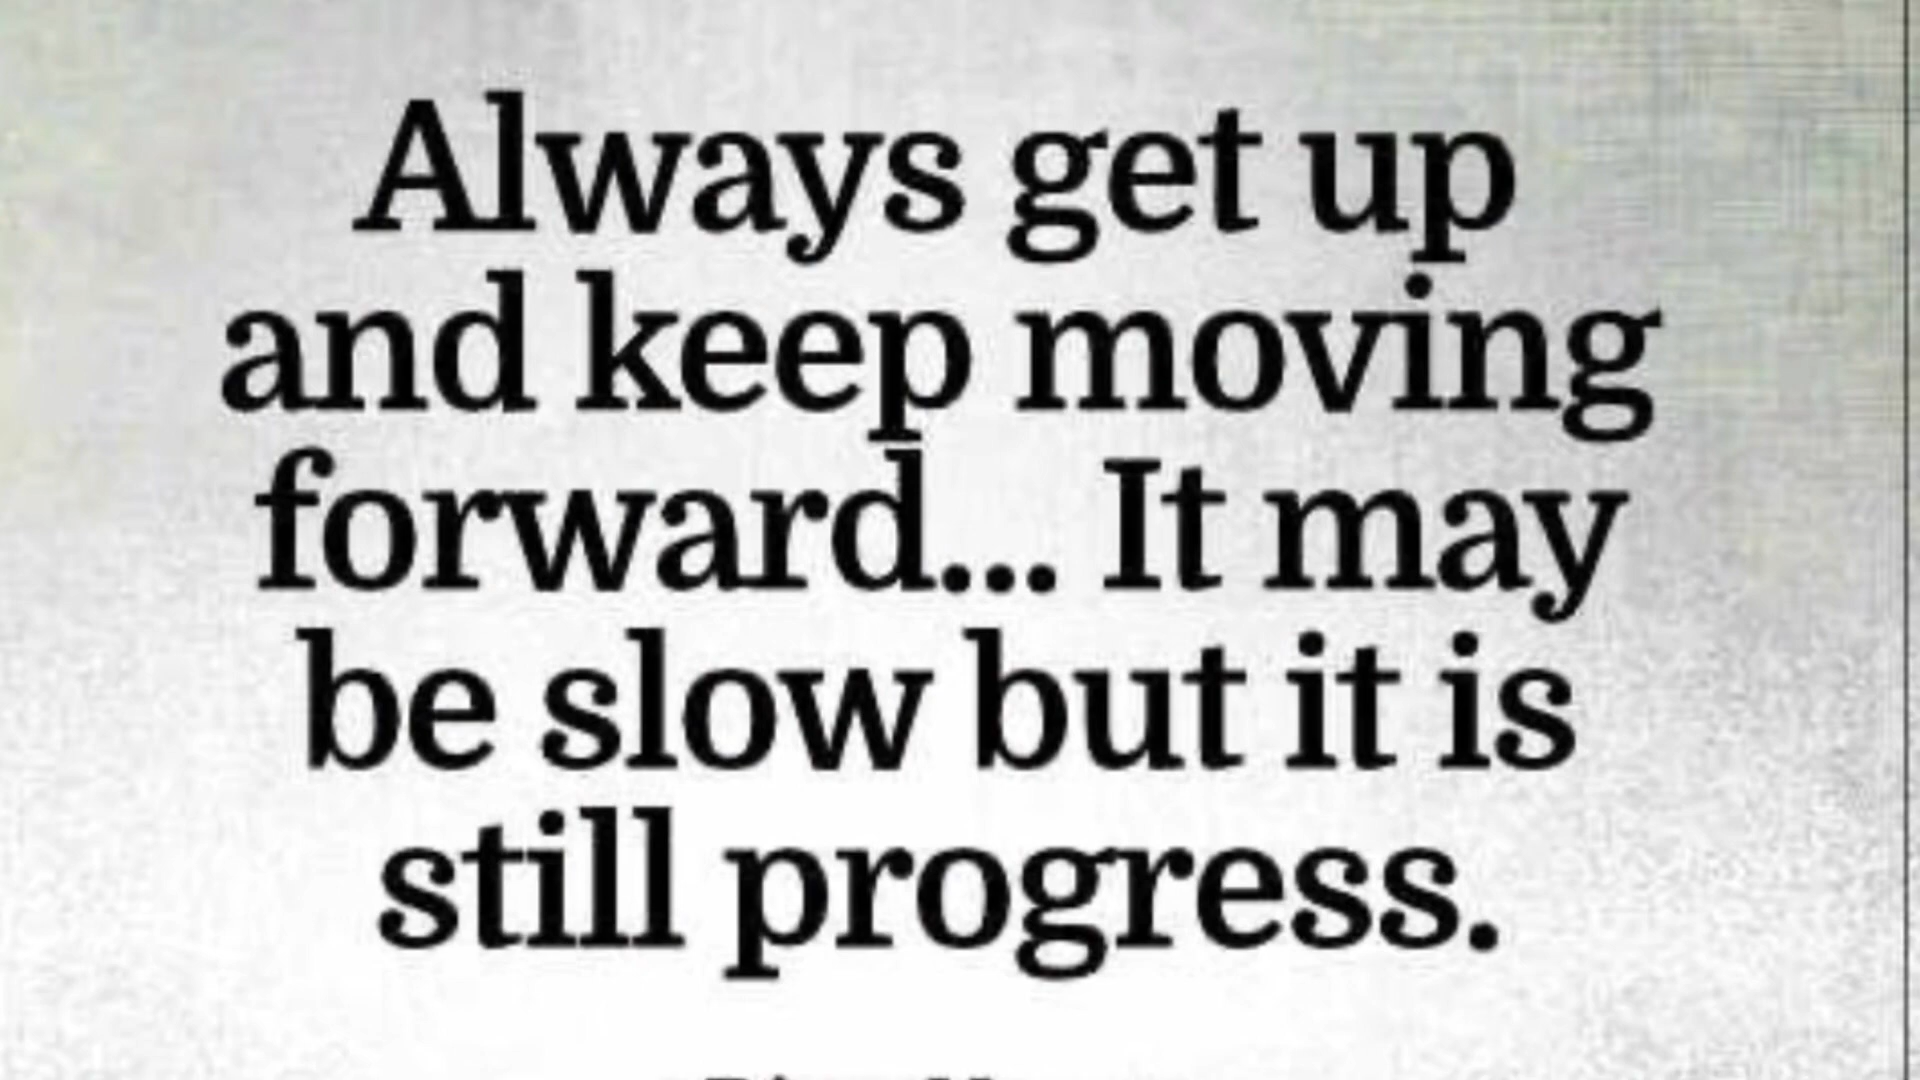 Always get up
and keep moving
forward... It may
be slow but it is
still progress.